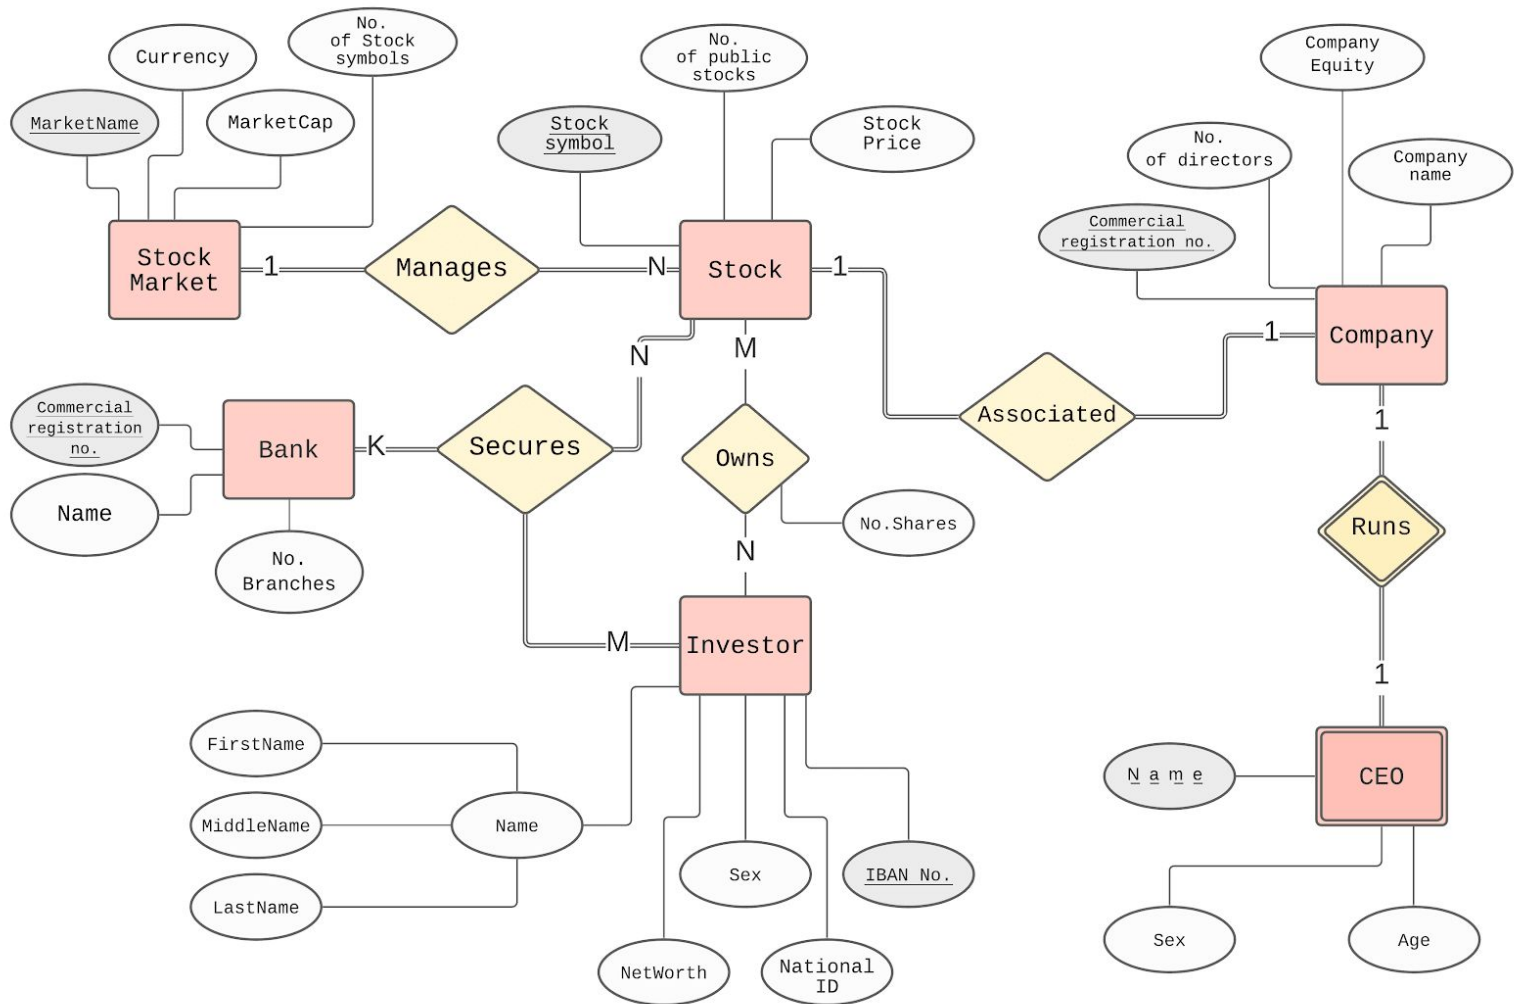 No.
of Stock
symbols
Currency
MarketName
MarketCap
Stock
Market
1
Manages
N
No.
of public
stocks
Stock
symbol
Stock
Price
Stock
1
Company
Equity
No.
of directors
Company
name
Commercial
registration no.
1
Company
Associated
1
Runs
1
N
M
Commercial
registration
no.
Bank
K
Secures
Owns
Name
No.Shares
No.
Branches
N
M
Investor
FirstName
MiddleName
Name
LastName
Sex
IBAN No.
NetWorth
National
ID
Name
CEO
Sex
Age